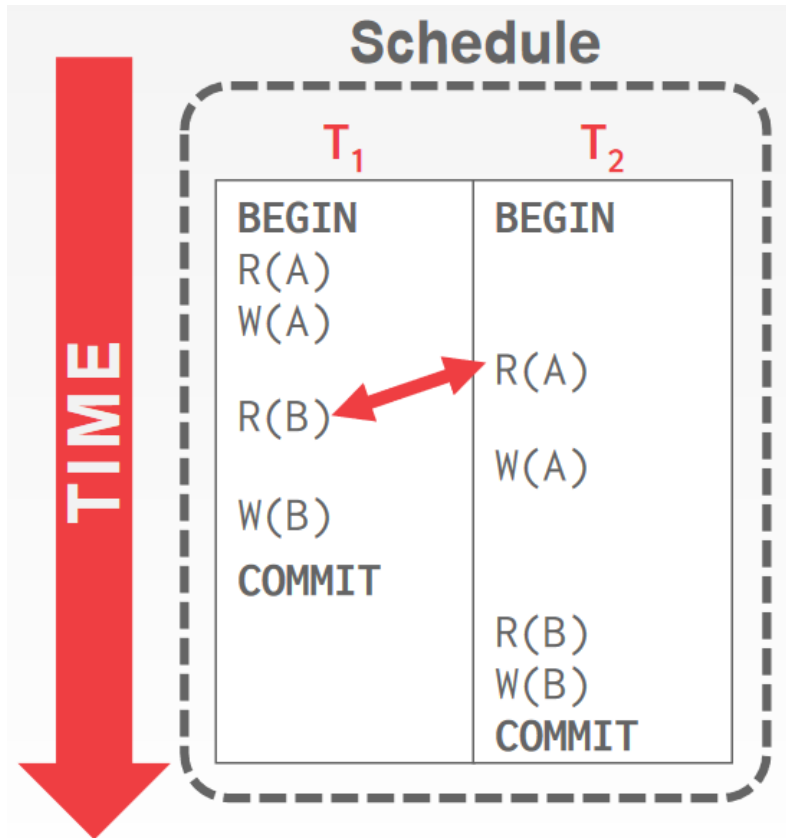 Schedule
TIME
T1 T2
BEGIN BEGIN
R(A)
W(A)
R(A)
R(B)
W(A)
W(B)
COMMIT
R(B)
W(B)
COMMIT